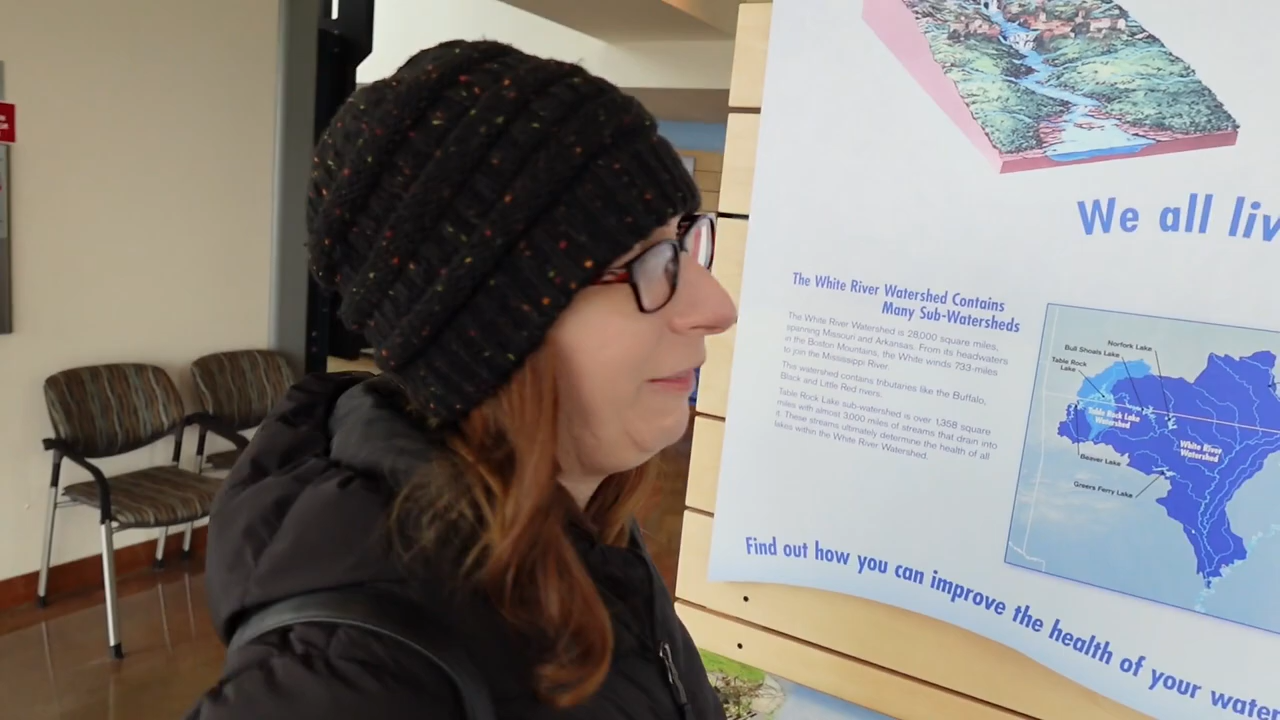 We all liv
The White River Watershed Contains
Many Sub-Watersheds
The White River Watershed is 28,000 square miles,
spanning Missouri and Arkansas. From its headwaters
in the Boston Mountains, the White winds 733-miles
to join the Mississippi River.
This watershed contains tributaries like the Buffalo,
Black and Little Red rivers.
Table Rock Lake sub-watershed is over 1,358 square
miles with almost 3,000 miles of streams that drain into
it. These streams ultimately determine the health of all
lakes within the White River Watershed.
Norfork Lake
Bull Shoals Lake
Table Rock
Lake
Table Rock Lake
Watershed
White River
Watershed
Beaver Lake
Greers Ferry Lake
Find out how you can improve the health of your water